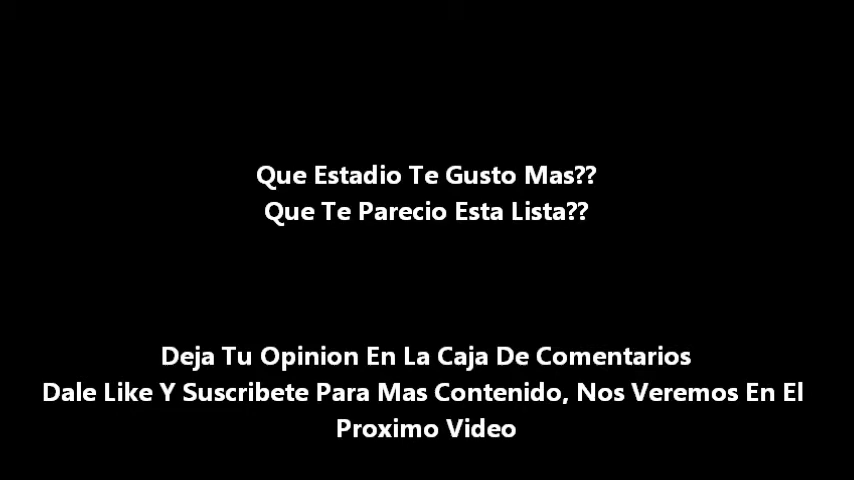 Que Estadio Te Gusto Mas??
Que Te Parecio Esta Lista??
Deja Tu Opinion En La Caja De Comentarios
Dale Like Y Suscribete Para Mas Contenido, Nos Veremos En El
Proximo Video